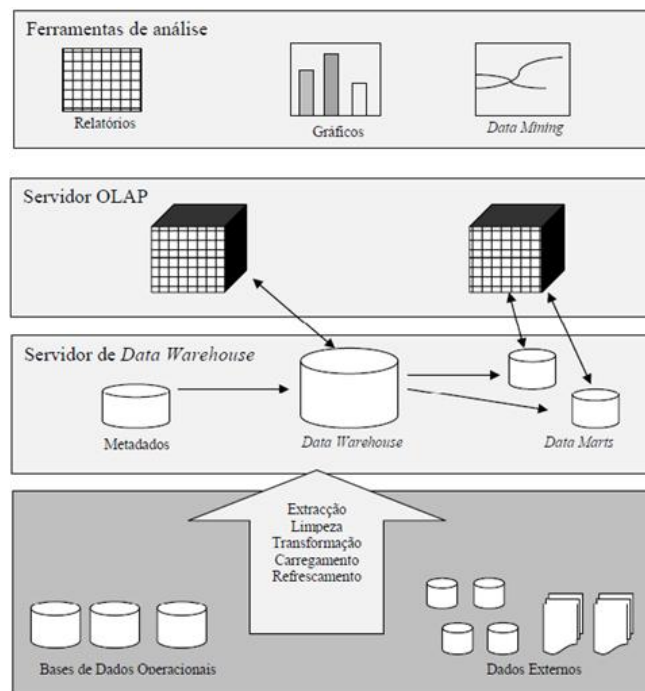 Ferramentas de análise
Relatórios
Gráficos
Data Mining
Servidor OLAP
Servidor de Data Warehouse
Metadados
Data Warehouse
Data Marts
Extracção
Limpeza
Transformação
Carregamento
Refrescamento
Bases de Dados Operacionais
Dados Externos